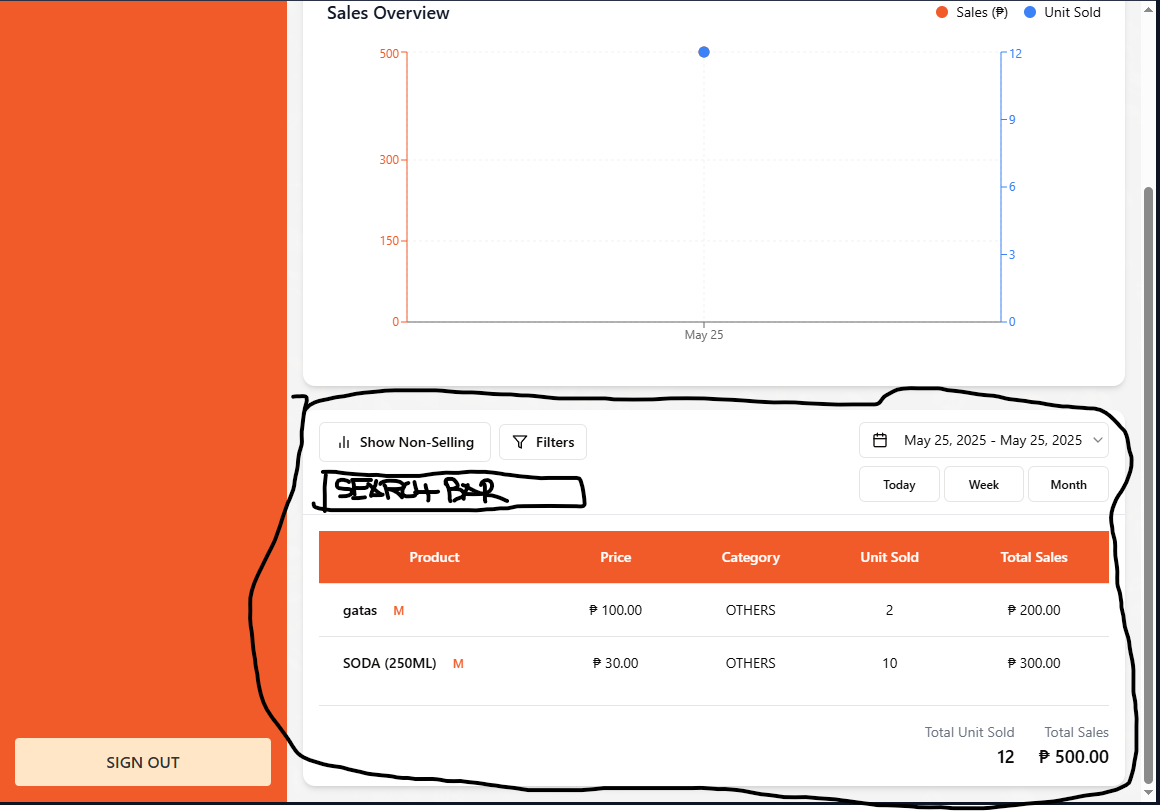 Sales Overview
Sales (₱) Unit Sold
500 12
9
300
6
150
3
0 0
May 25
Show Non-Selling Filters May 25, 2025 - May 25, 2025
SEARCH BAR Today Week Month
Product Price Category Unit Sold Total Sales
gatas M ₱ 100.00 OTHERS 2 ₱ 200.00
SODA (250ML) M ₱ 30.00 OTHERS 10 ₱ 300.00
Total Unit Sold Total Sales
12 ₱ 500.00
SIGN OUT